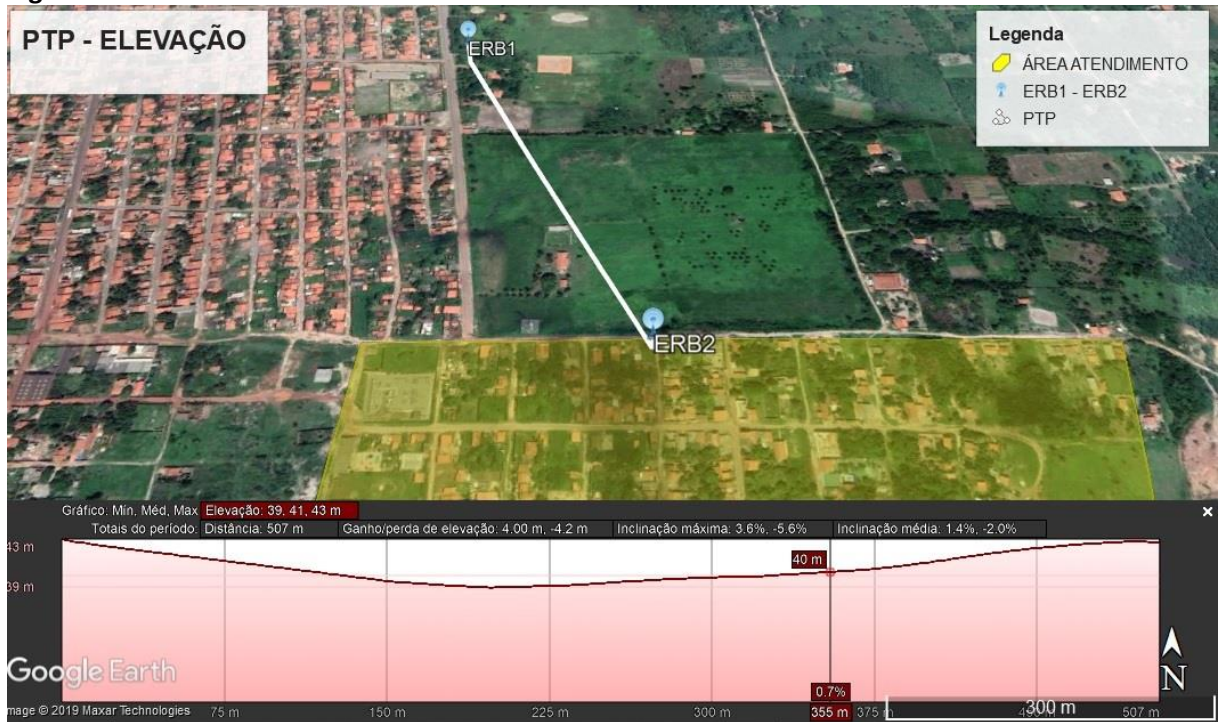 PTP - ELEVAÇÃO
ERB1
Legenda
ÁREA ATENDIMENTO
ERB1 - ERB2
PTP
ERB2
Gráfico: Mín, Méd, Max Elevação: 39, 41, 43 m
Totais do período: Distância: 507 m Ganho/perda de elevação: 4.00 m, -4.2 m Inclinação máxima: 3.6%, -5.6% Inclinação média: 1.4%, -2.0%
43 m
40 m
39 m
Google Earth
N
0.7%
300 m
mage © 2019 Maxar Technologies 75 m 150 m 225 m 300 m 355 m 375 m 507 m